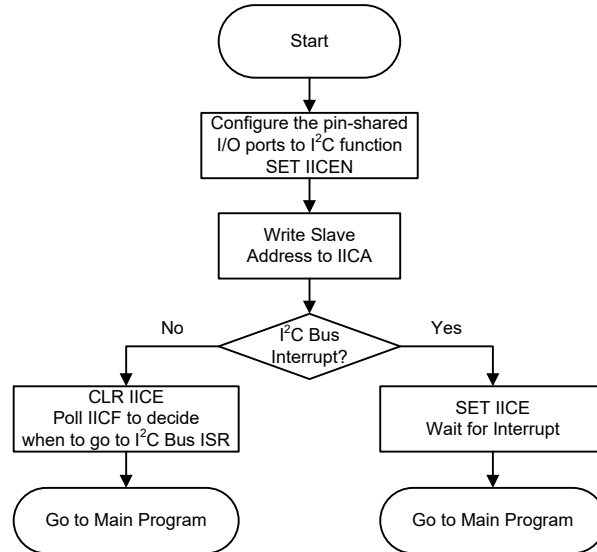 Start
Configure the pin-shared
I/O ports to I²C function
SET IICEN
Write Slave
Address to IICA
No
I²C Bus
Interrupt?
Yes
CLR IICE
Poll IICF to decide
when to go to I²C Bus ISR
SET IICE
Wait for Interrupt
Go to Main Program
Go to Main Program